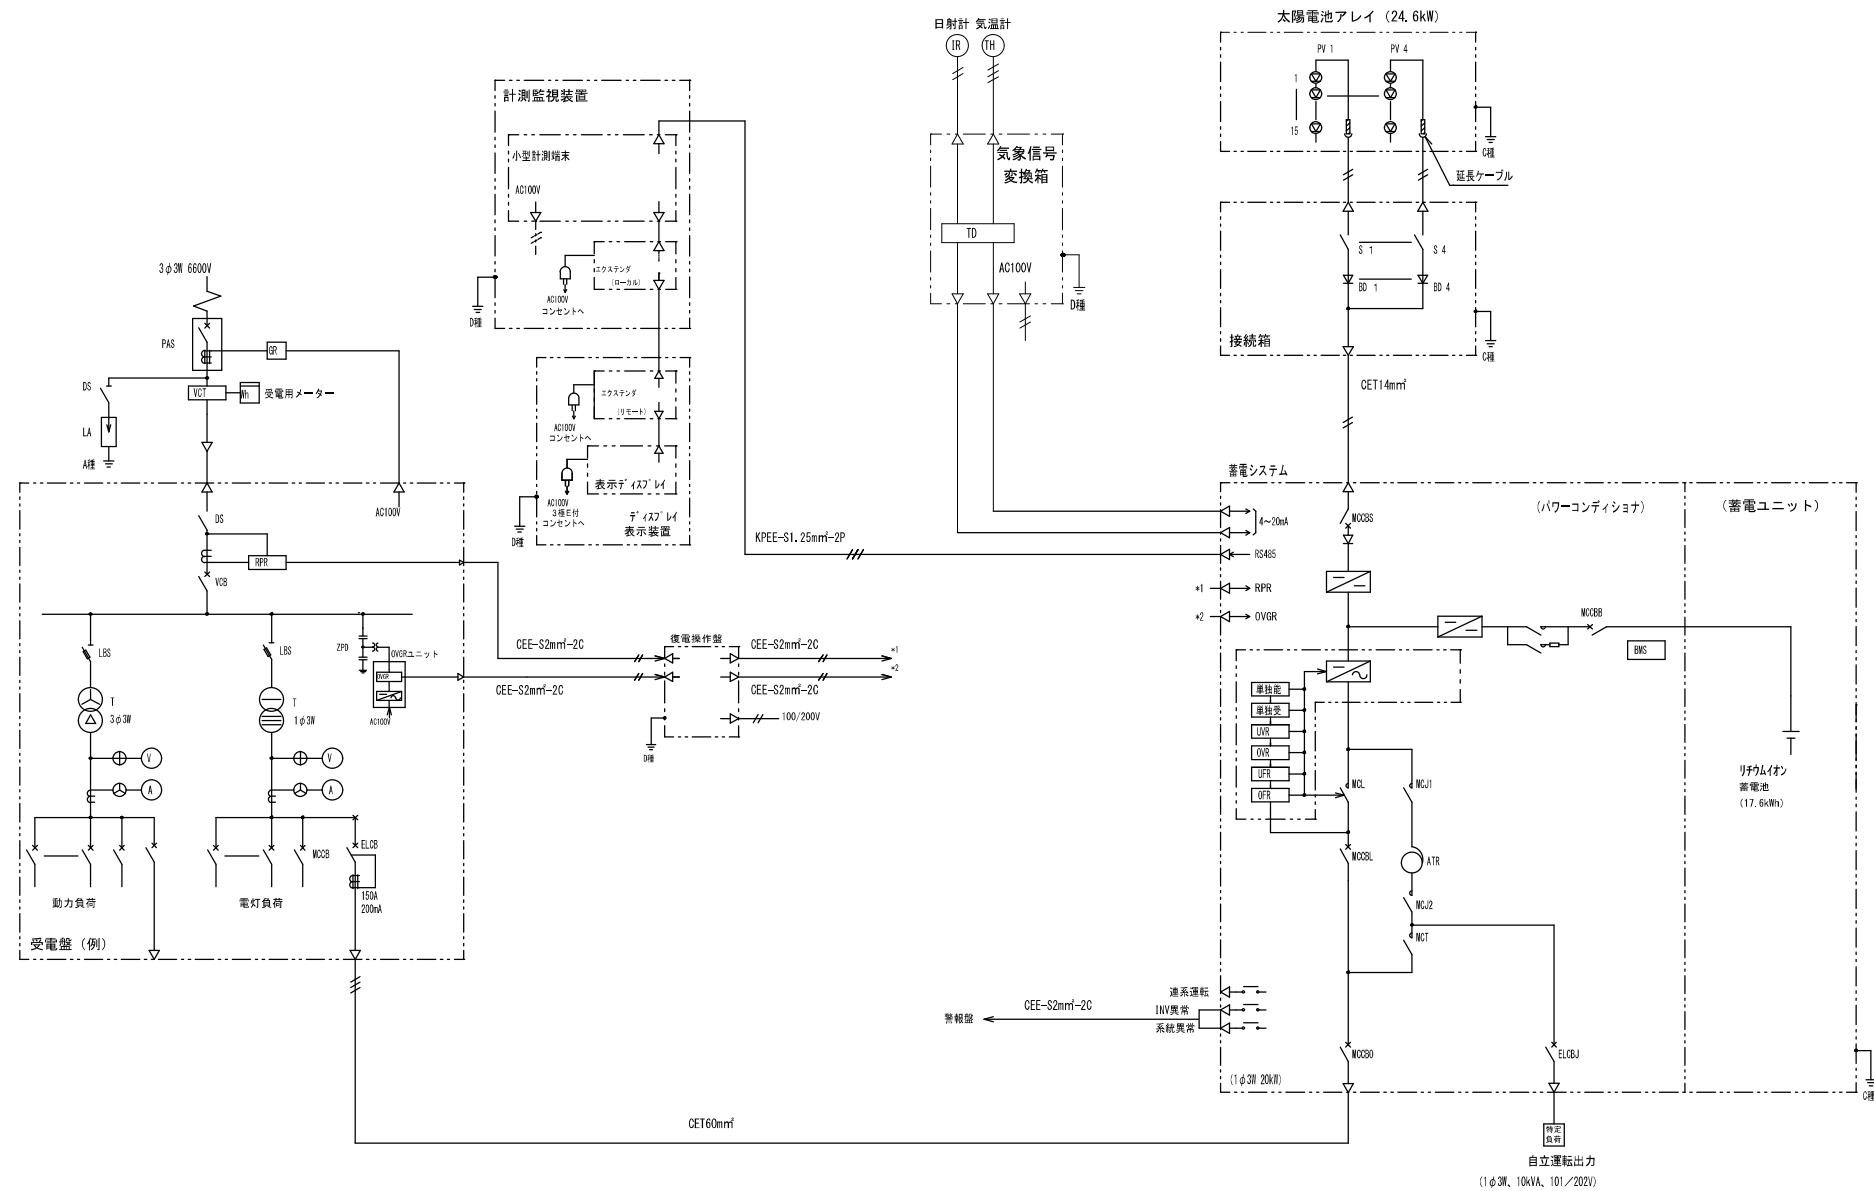 日射計 気温計
IR
TH
気象信号
変換箱
TD
AC100V
D種
太陽電池アレイ (24.6kW)
PV 1
PV 4
1
15
C種
延長ケーブル
S 1
S 4
BD 1
BD 4
接続箱
C種
CET14mm²
計測監視装置
小型計測端末
AC100V
エクステンダ
(ローカル)
AC100V
コンセントへ
D種
エクステンダ
(リモート)
AC100V
コンセントへ
表示ディスプレイ
AC100V
3極E付
コンセントへ
ディスプレイ
表示装置
D種
KPEE-S1.25mm²-2P
3φ3W 6600V
PAS
GR
DS
VCT
Wh
受電用メーター
LA
A種
AC100V
DS
RPR
VCB
LBS
LBS
ZPD
OVGRユニット
OVGR
AC100V
T
3φ3W
T
1φ3W
V
V
A
A
MCCB
ELCB
150A
200mA
動力負荷
電灯負荷
受電盤 (例)
CEE-S2mm²-2C
CEE-S2mm²-2C
復電操作盤
CEE-S2mm²-2C
*1
*2
CEE-S2mm²-2C
100/200V
D種
蓄電システム
(パワーコンディショナ)
(蓄電ユニット)
4～20mA
RS485
*1
RPR
*2
OVGR
MCCBS
MCCBB
BMS
単独能
単独受
UVR
OVR
UFR
OFR
MCL
MCJ1
リチウムイオン
蓄電池
(17.6kWh)
MCCBL
ATR
MCJ2
MCT
連系運転
INV異常
系統異常
CEE-S2mm²-2C
警報盤
MCCBO
ELCBJ
(1φ3W 20kW)
C種
CET60mm²
特定
負荷
自立運転出力
(1φ3W、10kVA、101／202V)